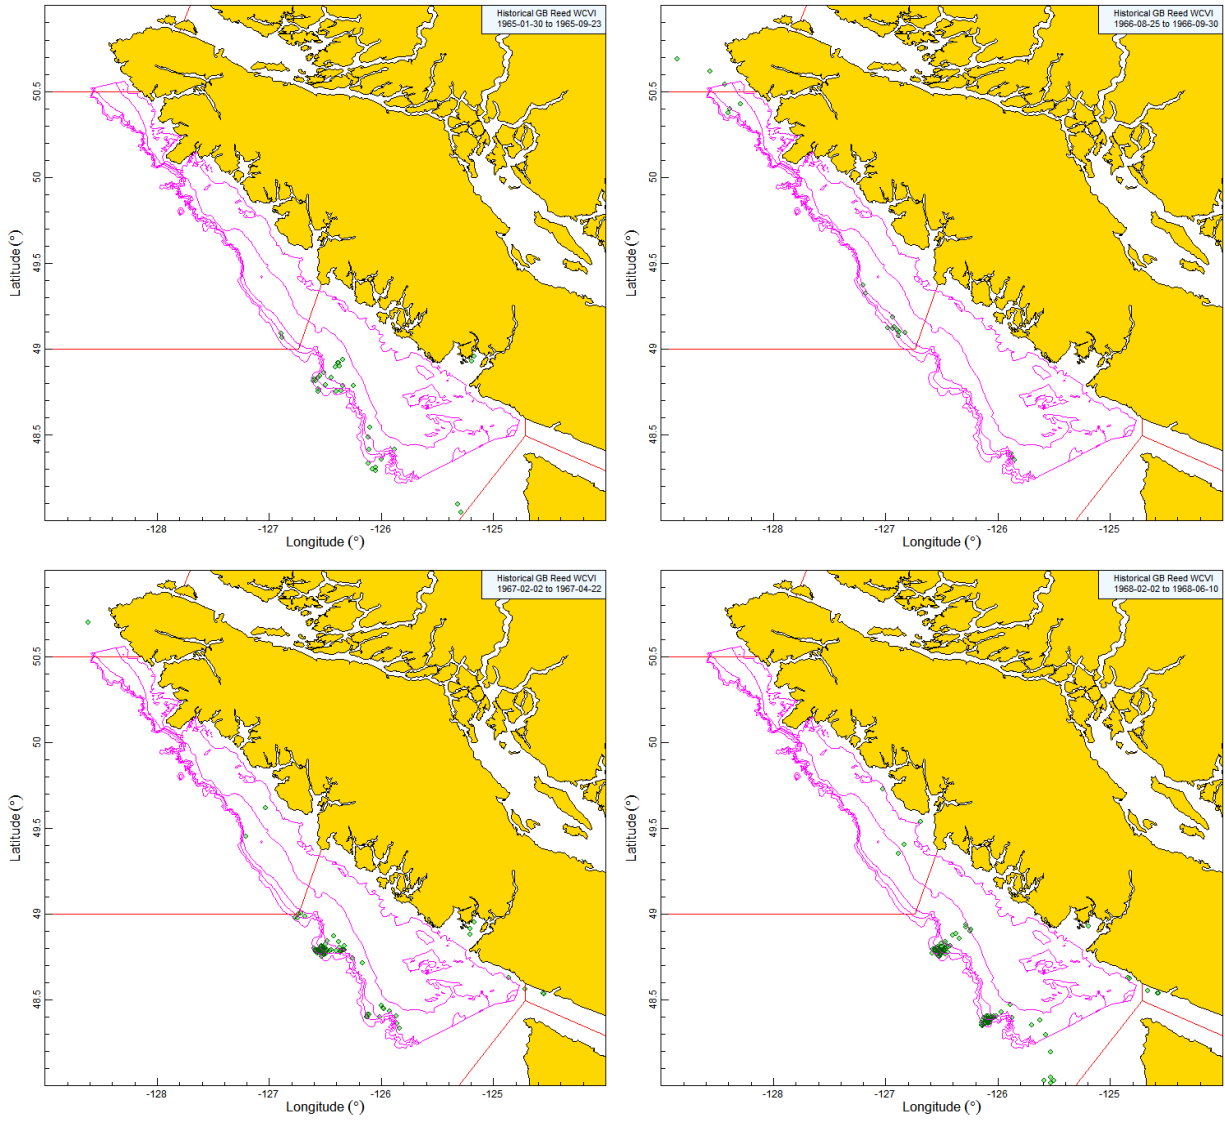 Historical GB Reed WCVI
1965-01-30 to 1965-09-23
50.5
50
49.5
49
48.5
Latitude (°)
-128
-127
-126
-125
Longitude (°)
Historical GB Reed WCVI
1966-08-25 to 1966-09-30
50.5
50
49.5
49
48.5
Latitude (°)
-128
-127
-126
-125
Longitude (°)
Historical GB Reed WCVI
1967-02-02 to 1967-04-22
50.5
50
49.5
49
48.5
Latitude (°)
-128
-127
-126
-125
Longitude (°)
Historical GB Reed WCVI
1968-02-02 to 1968-06-10
50.5
50
49.5
49
48.5
Latitude (°)
-128
-127
-126
-125
Longitude (°)